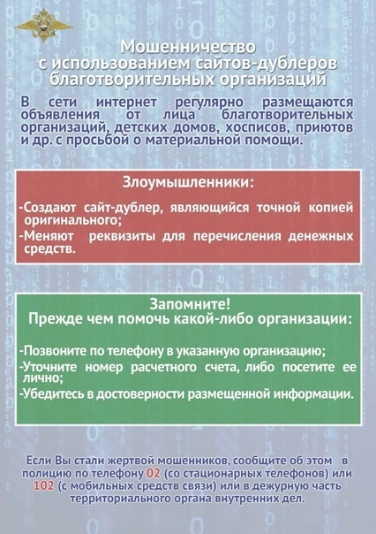 Мошенничество
с использованием сайтов-дублеров
благотворительных организаций
В сети интернет регулярно размещаются
объявления от лица благотворительных
организаций, детских домов, хосписов, приютов
и др. с просьбой о материальной помощи.
Злоумышленники:
-Создают сайт-дублер, являющийся точной копией
оригинального;
-Меняют реквизиты для перечисления денежных
средств.
Запомните!
Прежде чем помочь какой-либо организации:
-Позвоните по телефону в указанную организацию;
-Уточните номер расчетного счета, либо посетите ее
лично;
-Убедитесь в достоверности размещенной информации.
Если Вы стали жертвой мошенников, сообщите об этом в
полицию по телефону 02 (со стационарных телефонов) или
102 (с мобильных средств связи) или в дежурную часть
территориального органа внутренних дел.